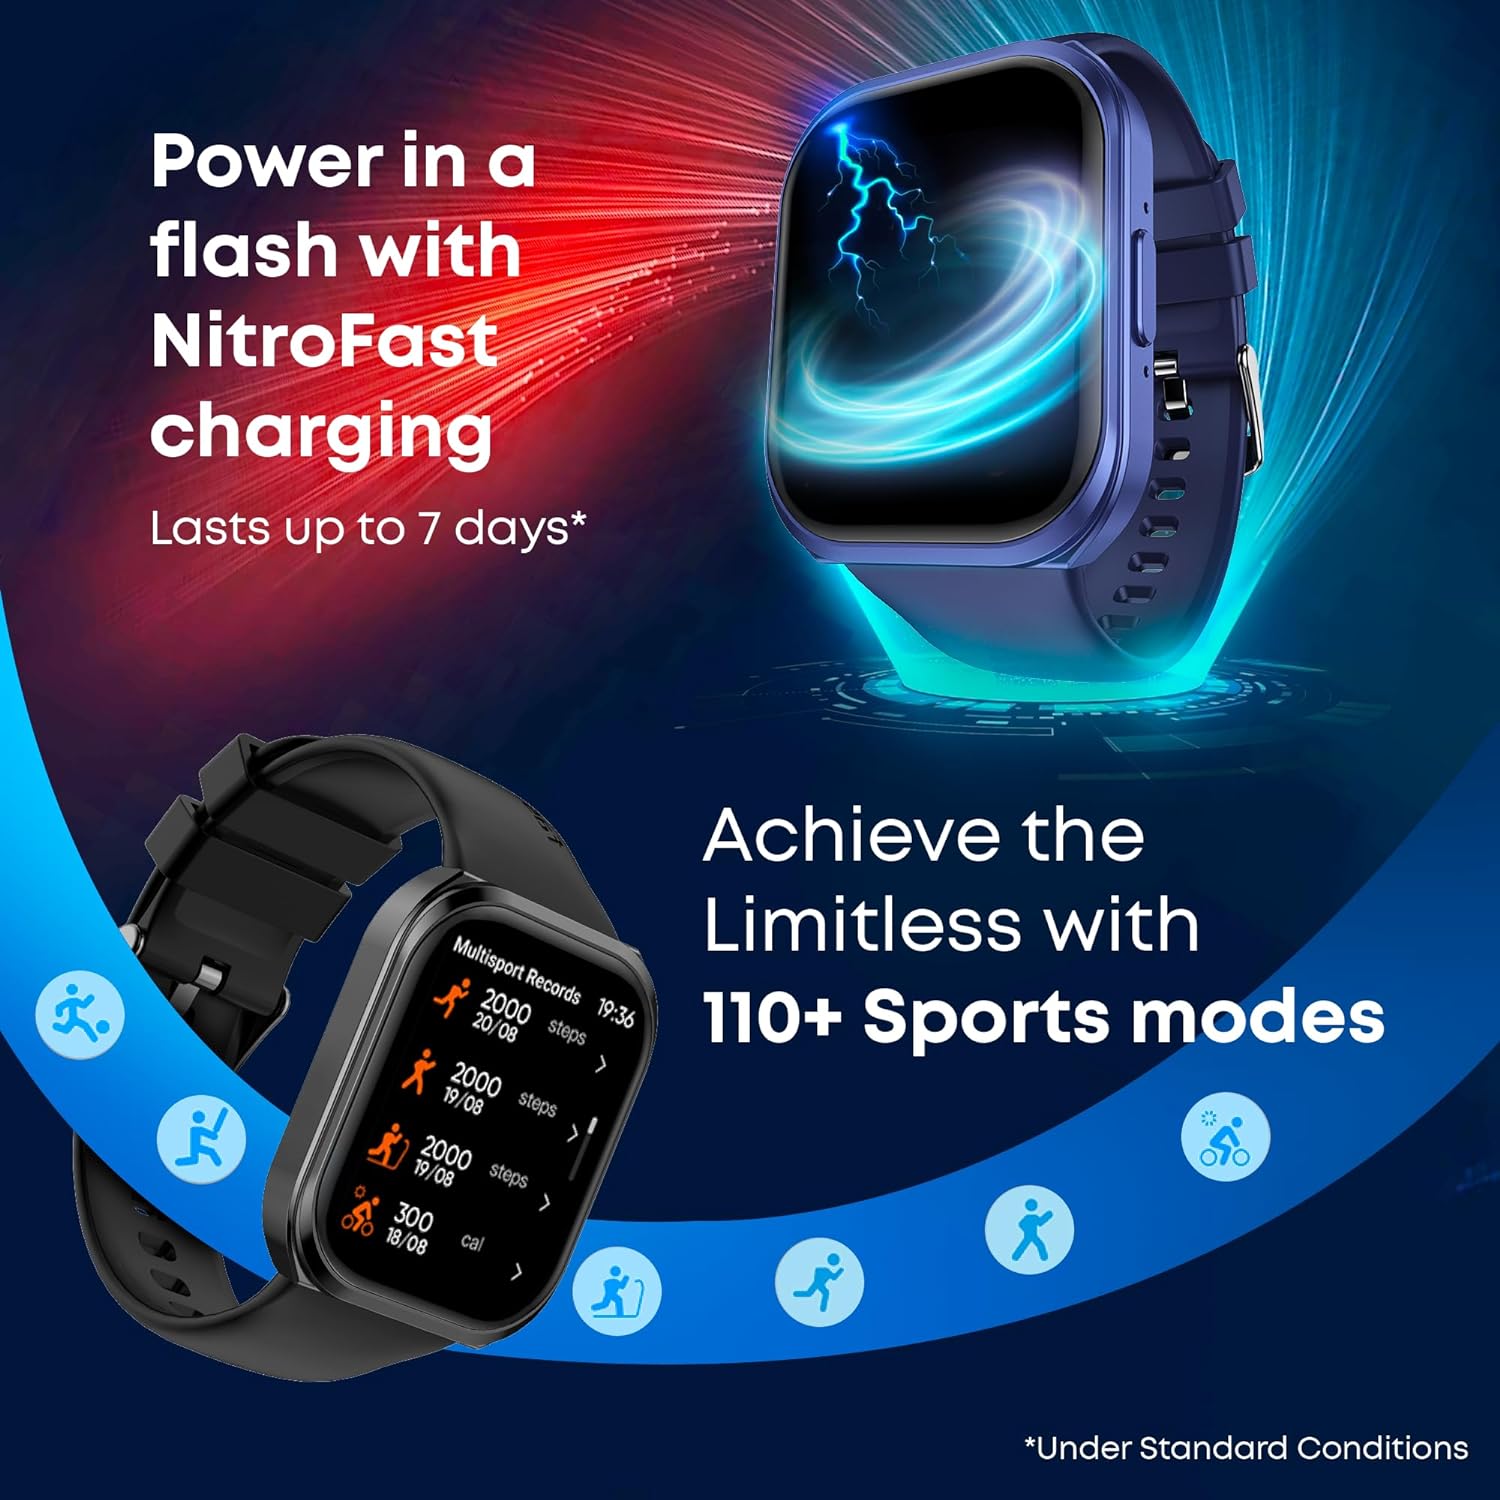 Power in a
flash with
NitroFast
charging
Lasts up to 7 days*
Multisport Records
19:36
2000 steps
20/08
2000 steps
19/08
2000 steps
19/08
300 cal
18/08
Achieve the
Limitless with
110+ Sports modes
*Under Standard Conditions